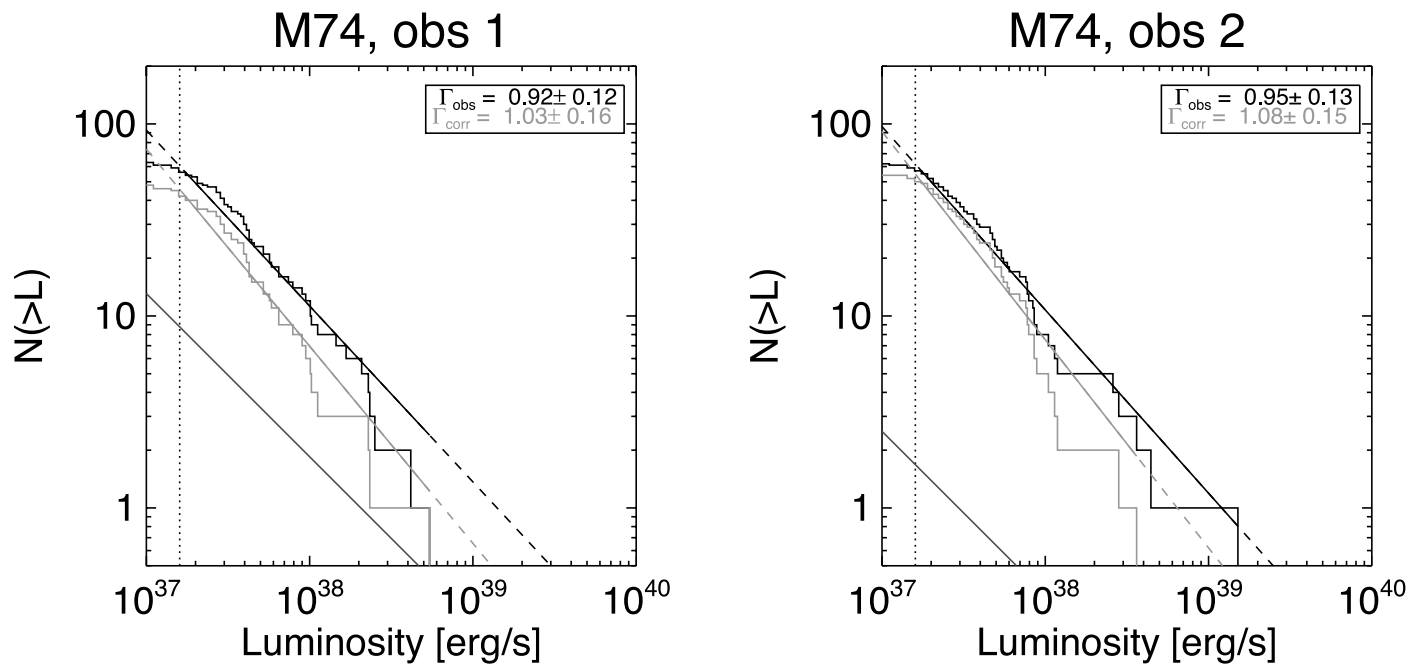 M74, obs 1
Γobs = 0.92± 0.12
Γcorr = 1.03± 0.16
100
10
1
N(>L)
10^37 10^38 10^39 10^40
Luminosity [erg/s]
M74, obs 2
Γobs = 0.95± 0.13
Γcorr = 1.08± 0.15
100
10
1
N(>L)
10^37 10^38 10^39 10^40
Luminosity [erg/s]